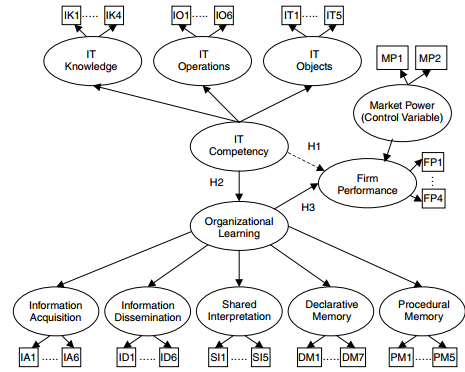 IK1 ..... IK4
IO1 ..... IO6
IT1 ..... IT5
IT
Knowledge
IT
Operations
IT
Objects
MP1
MP2
Market Power
(Control Variable)
IT
Competency
H1
FP1
FP4
Firm
Performance
H2
H3
Organizational
Learning
Information
Acquisition
Information
Dissemination
Shared
Interpretation
Declarative
Memory
Procedural
Memory
IA1 ..... IA6
ID1 ..... ID6
SI1 ..... SI5
DM1 ..... DM7
PM1 ..... PM5